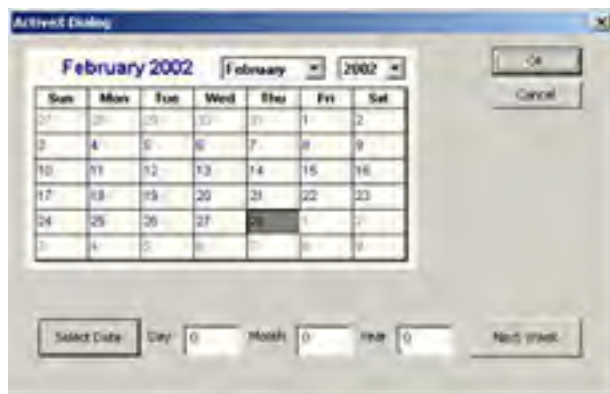 ActiveX Dialog
February 2002 February 2002
OK
Cancel
Sun Mon Tue Wed Thu Fri Sat
27 28 29 30 31 1 2
3 4 5 6 7 8 9
10 11 12 13 14 15 16
17 18 19 20 21 22 23
24 25 26 27 28 1 2
3 4 5 6 7 8 9
Select Date Day 0 Month 0 Year 0 Next Week